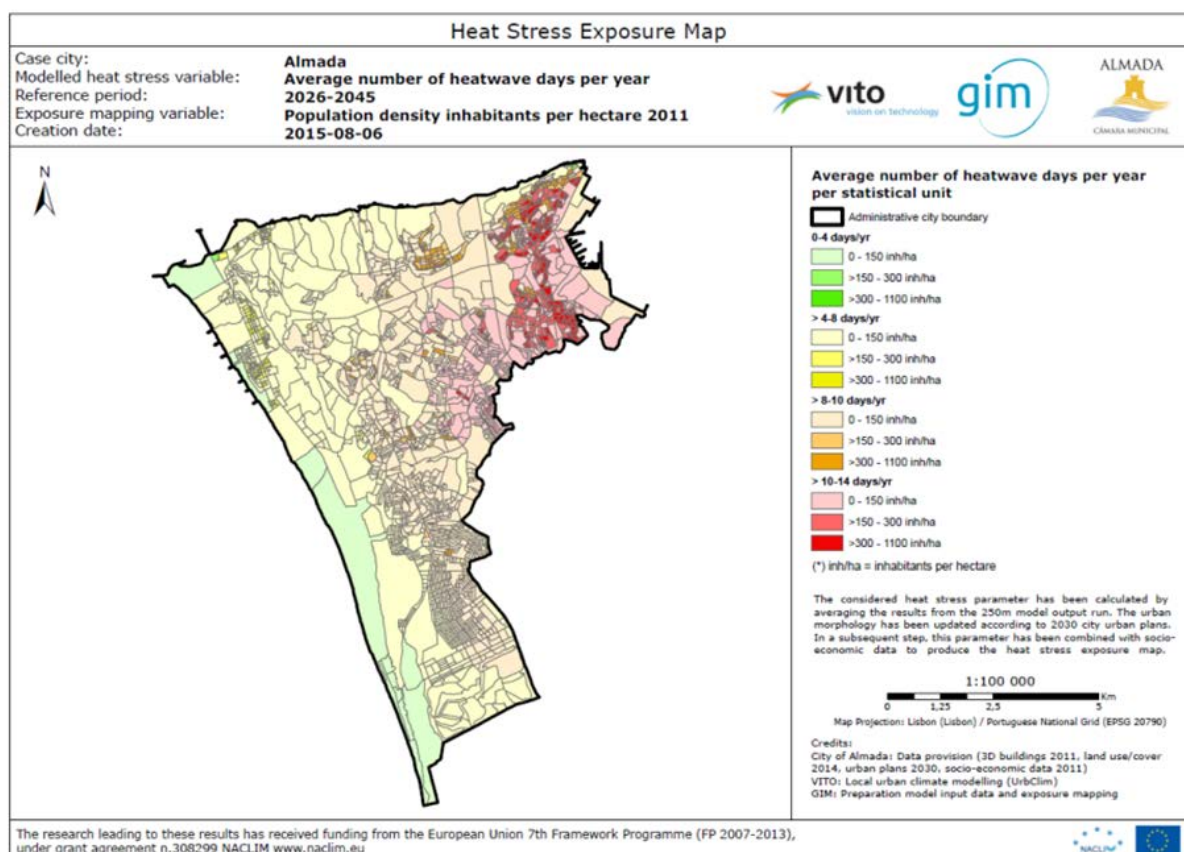 Heat Stress Exposure Map
Case city: Almada
Modelled heat stress variable: Average number of heatwave days per year
Reference period: 2026-2045
Exposure mapping variable: Population density inhabitants per hectare 2011
Creation date: 2015-08-06
vito
vision on technology
gim
ALMADA
CÂMARA MUNICIPAL
N
Average number of heatwave days per year
per statistical unit
Administrative city boundary
0-4 days/yr
0 - 150 inh/ha
>150 - 300 inh/ha
>300 - 1100 inh/ha
> 4-8 days/yr
0 - 150 inh/ha
>150 - 300 inh/ha
>300 - 1100 inh/ha
> 8-10 days/yr
0 - 150 inh/ha
>150 - 300 inh/ha
>300 - 1100 inh/ha
> 10-14 days/yr
0 - 150 inh/ha
>150 - 300 inh/ha
>300 - 1100 inh/ha
(*) inh/ha = inhabitants per hectare
The considered heat stress parameter has been calculated by
averaging the results from the 250m model output run. The urban
morphology has been updated according to 2030 city urban plans.
In a subsequent step, this parameter has been combined with socio-
economic data to produce the heat stress exposure map.
1:100 000
Km
0 1,25 2,5 5
Map Projection: Lisbon (Lisbon) / Portuguese National Grid (EPSG 20790)
Credits:
City of Almada: Data provision (3D buildings 2011, land use/cover
2014, urban plans 2030, socio-economic data 2011)
VITO: Local urban climate modelling (UrbClim)
GIM: Preparation model input data and exposure mapping
The research leading to these results has received funding from the European Union 7th Framework Programme (FP 2007-2013),
under grant agreement n.308299 NACLIM www.naclim.eu
NACLIM